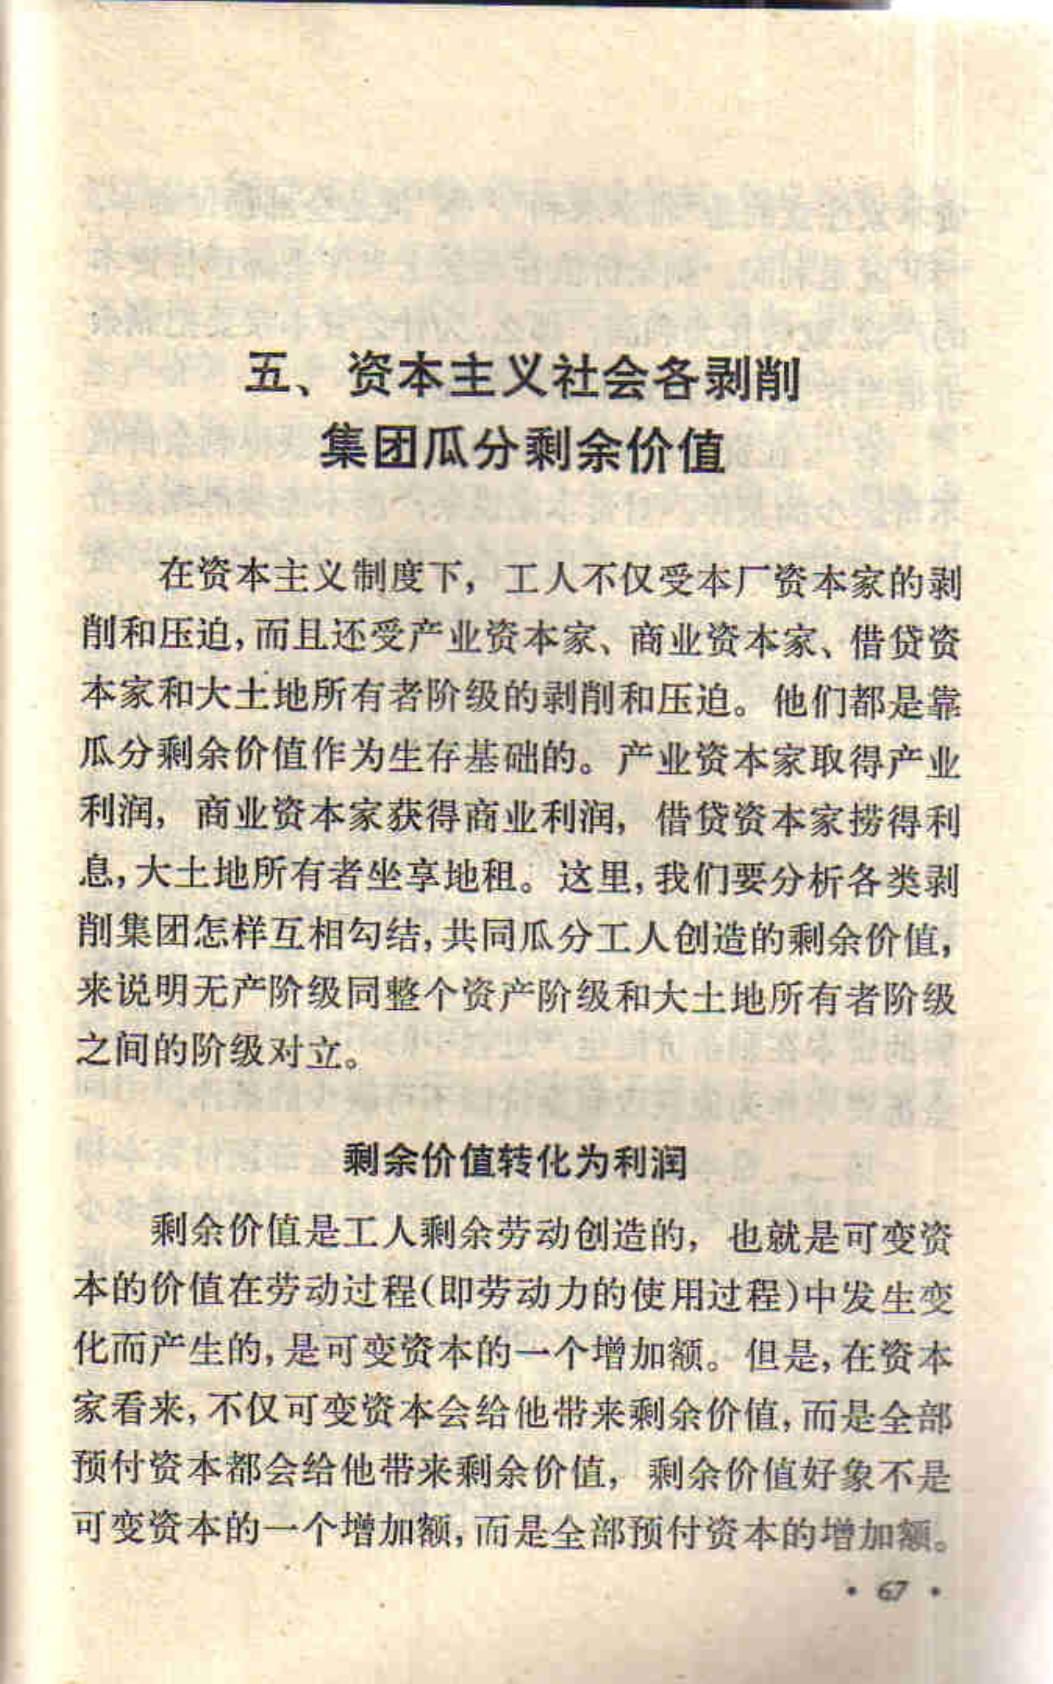 五、资本主义社会各剥削
集团瓜分剩余价值
在资本主义制度下，工人不仅受本厂资本家的剥
削和压迫，而且还受产业资本家、商业资本家、借贷资
本家和大土地所有者阶级的剥削和压迫。他们都是靠
瓜分剩余价值作为生存基础的。产业资本家取得产业
利润，商业资本家获得商业利润，借贷资本家捞得利
息，大土地所有者坐享地租。这里，我们要分析各类剥
削集团怎样互相勾结，共同瓜分工人创造的剩余价值，
来说明无产阶级同整个资产阶级和大土地所有者阶级
之间的阶级对立。
剩余价值转化为利润
剩余价值是工人剩余劳动创造的，也就是可变资
本的价值在劳动过程（即劳动力的使用过程）中发生变
化而产生的，是可变资本的一个增加额。但是，在资本
家看来，不仅可变资本会给他带来剩余价值，而是全部
预付资本都会给他带来剩余价值，剩余价值好象不是
可变资本的一个增加额，而是全部预付资本的增加额。
• 67 •